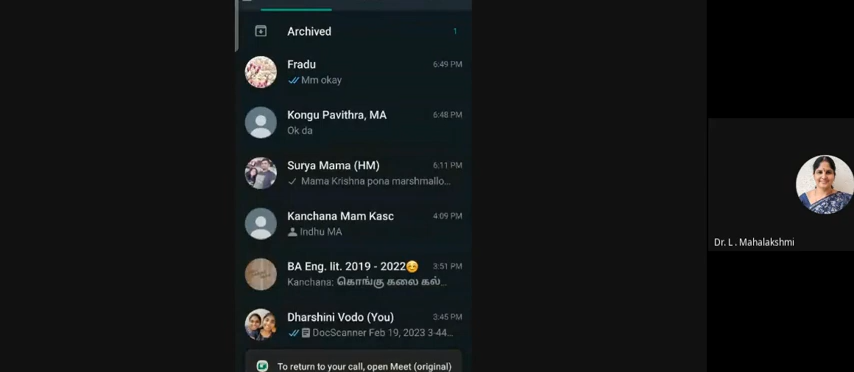 Archived 1
Fradu 6:49 PM
Mm okay
Kongu Pavithra, MA 6:48 PM
Ok da
Surya Mama (HM) 6:11 PM
Mama Krishna pona marshmallo...
Kanchana Mam Kasc 4:09 PM
Indhu MA
BA Eng. lit. 2019 - 2022😊 3:51 PM
Kanchana: கொங்கு கலை கல்...
Dharshini Vodo (You) 3:45 PM
DocScanner Feb 19, 2023 3-44...
To return to your call, open Meet (original)
Dr. L . Mahalakshmi